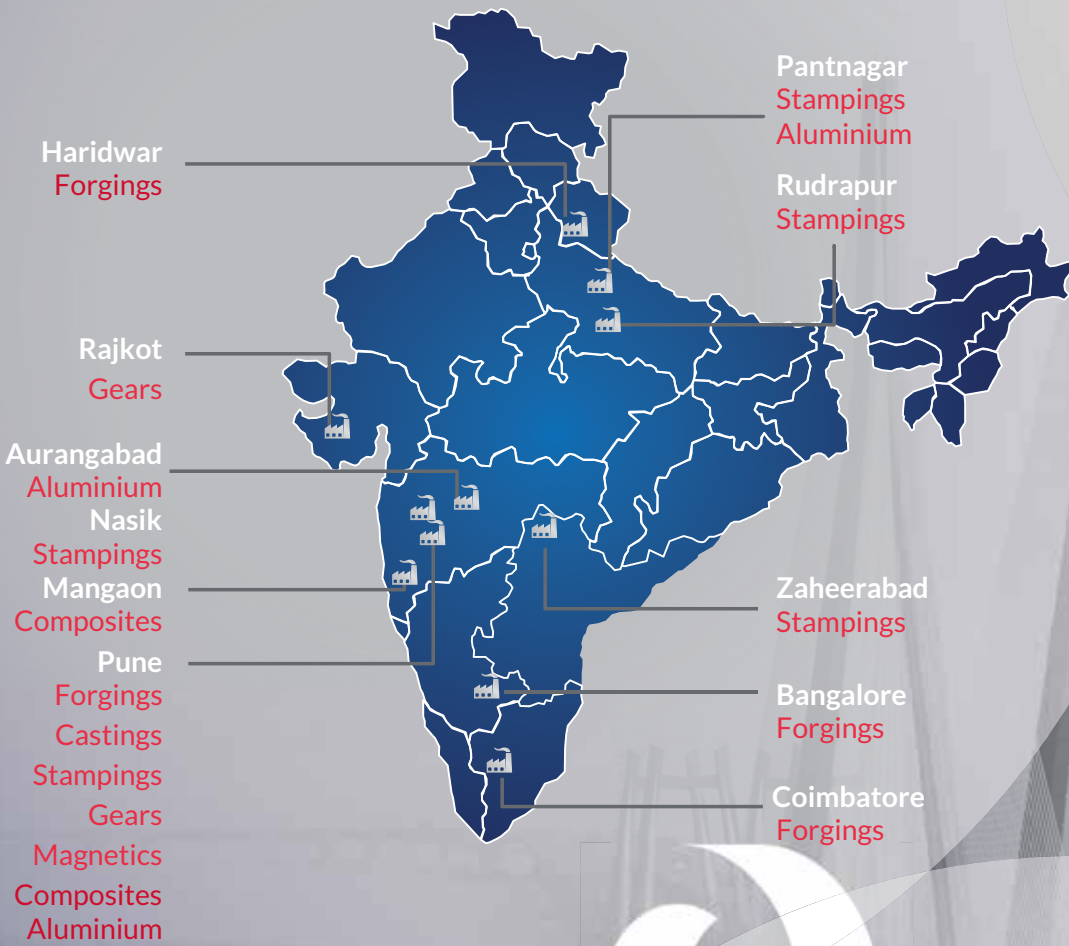 Haridwar
Forgings
Rajkot
Gears
Aurangabad
Aluminium
Nasik
Stampings
Mangaon
Composites
Pune
Forgings
Castings
Stampings
Gears
Magnetics
Composites
Aluminium
Pantnagar
Stampings
Aluminium
Rudrapur
Stampings
Zaheerabad
Stampings
Bangalore
Forgings
Coimbatore
Forgings